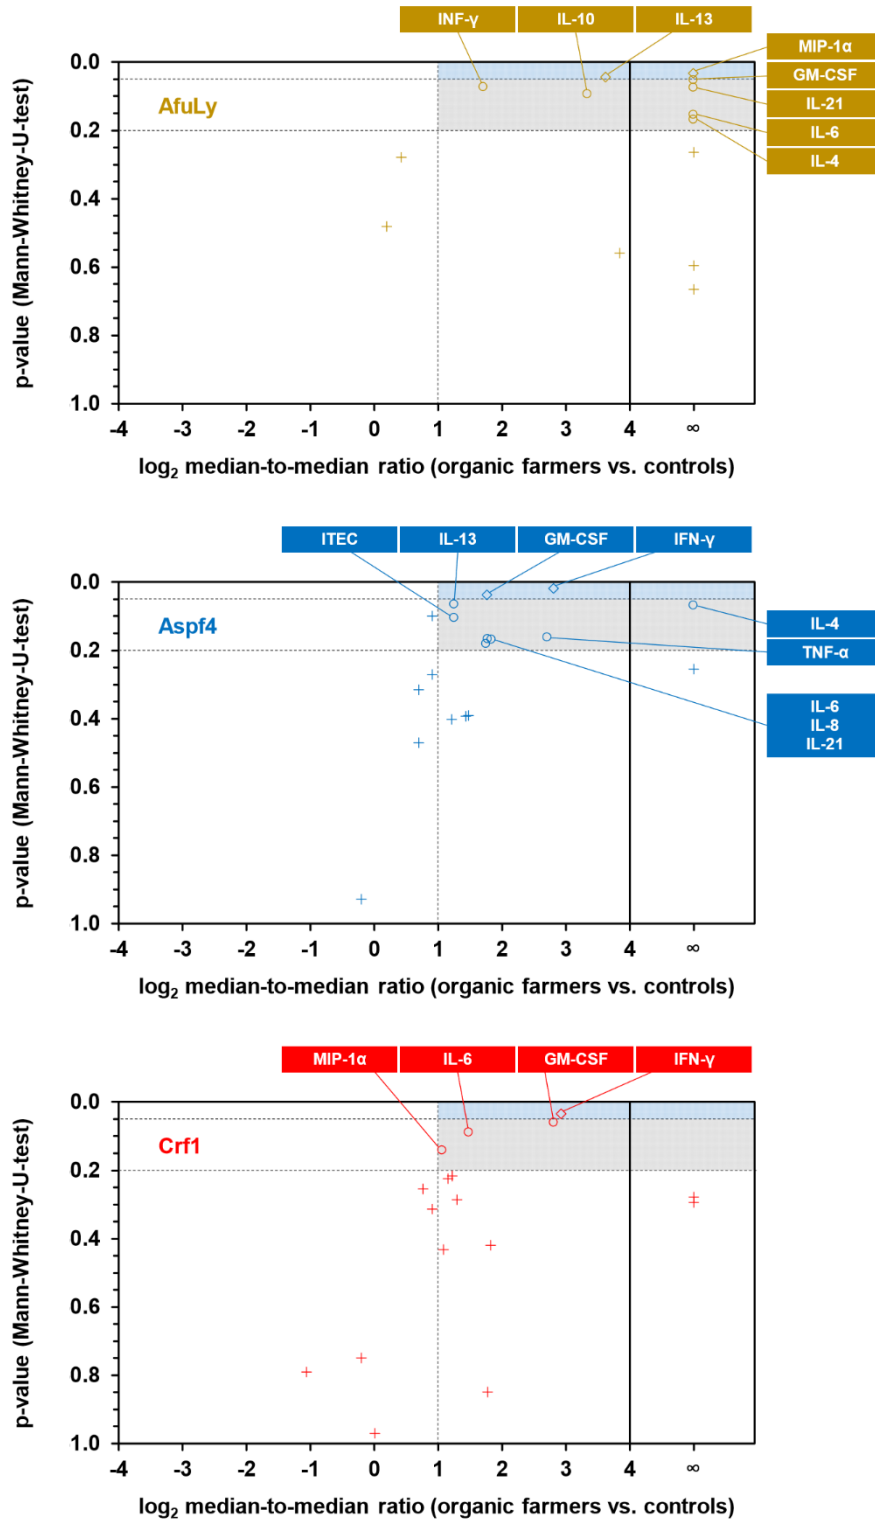 INF-γ IL-10 IL-13
MIP-1α
GM-CSF
IL-21
IL-6
IL-4
AfuLy
p-value (Mann-Whitney-U-test)
0.0
0.2
0.4
0.6
0.8
1.0
-4 -3 -2 -1 0 1 2 3 4 ∞
log₂ median-to-median ratio (organic farmers vs. controls)
ITEC IL-13 GM-CSF IFN-γ
IL-4
TNF-α
IL-6
IL-8
IL-21
Aspf4
p-value (Mann-Whitney-U-test)
0.0
0.2
0.4
0.6
0.8
1.0
-4 -3 -2 -1 0 1 2 3 4 ∞
log₂ median-to-median ratio (organic farmers vs. controls)
MIP-1α IL-6 GM-CSF IFN-γ
Crf1
p-value (Mann-Whitney-U-test)
0.0
0.2
0.4
0.6
0.8
1.0
-4 -3 -2 -1 0 1 2 3 4 ∞
log₂ median-to-median ratio (organic farmers vs. controls)